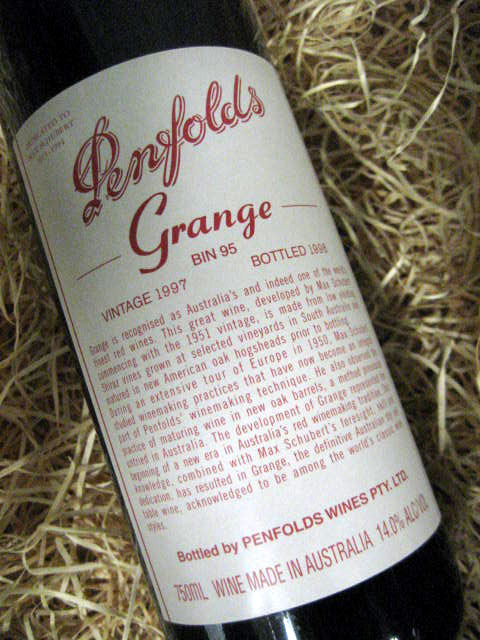 DEDICATED TO
MAX SCHUBERT
1915-1994
Penfolds
Grange
BIN 95
VINTAGE 1997 BOTTLED 1998
Grange is recognised as Australia's and indeed one of the world's
finest red wines. This great wine, developed by Max Schubert
commencing with the 1951 vintage, is made from low yielding
Shiraz vines grown at selected vineyards in South Australia and
matured in new American oak hogsheads prior to bottling.
During an extensive tour of Europe in 1950, Max Schubert
studied winemaking practices that have now become an integral
part of Penfolds' winemaking technique. He also observed the
practice of maturing wine in new oak barrels, a method previously
untried in Australia. The development of Grange represented the
beginning of a new era in Australia's red winemaking tradition. This
knowledge, combined with Max Schubert's foresight, skill and
dedication, has resulted in Grange, the definitive Australian dry red
table wine, acknowledged to be among the world's classic wine
styles.
Bottled by PENFOLDS WINES PTY. LTD.
750ML WINE MADE IN AUSTRALIA 14.0% ALC/VOL